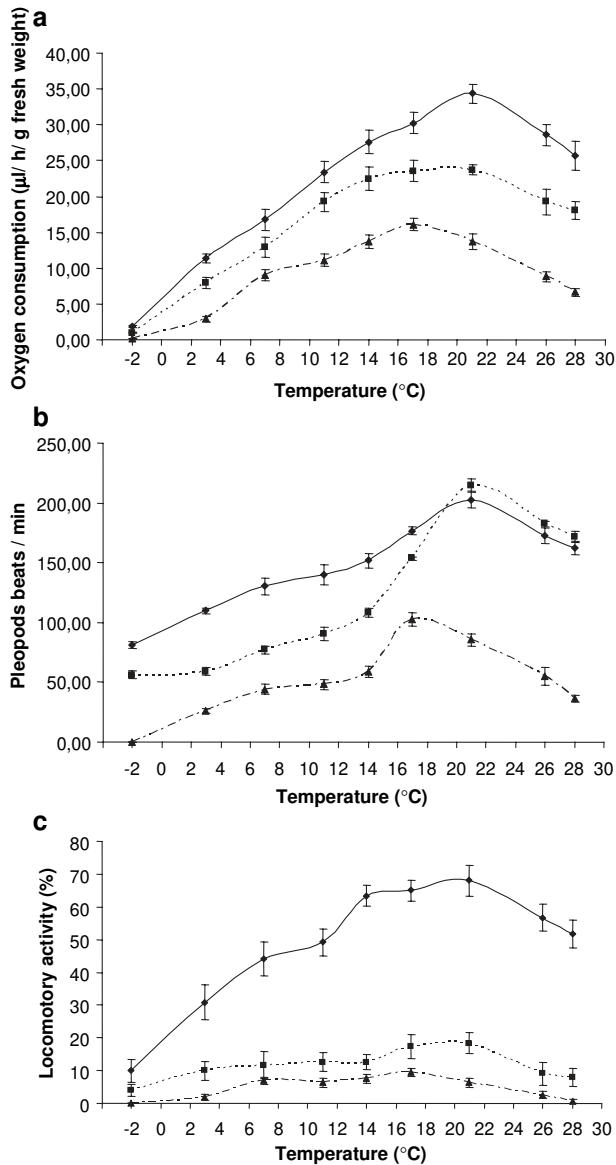 a
Oxygen consumption (µl/ h/ g fresh weight)
40,00
35,00
30,00
25,00
20,00
15,00
10,00
5,00
0,00
-2 0 2 4 6 8 10 12 14 16 18 20 22 24 26 28 30
Temperature (°C)
b
Pleopods beats / min
250,00
200,00
150,00
100,00
50,00
0,00
-2 0 2 4 6 8 10 12 14 16 18 20 22 24 26 28 30
Temperature (°C)
c
Locomotory activity (%)
80
70
60
50
40
30
20
10
0
-2 0 2 4 6 8 10 12 14 16 18 20 22 24 26 28 30
Temperature (°C)